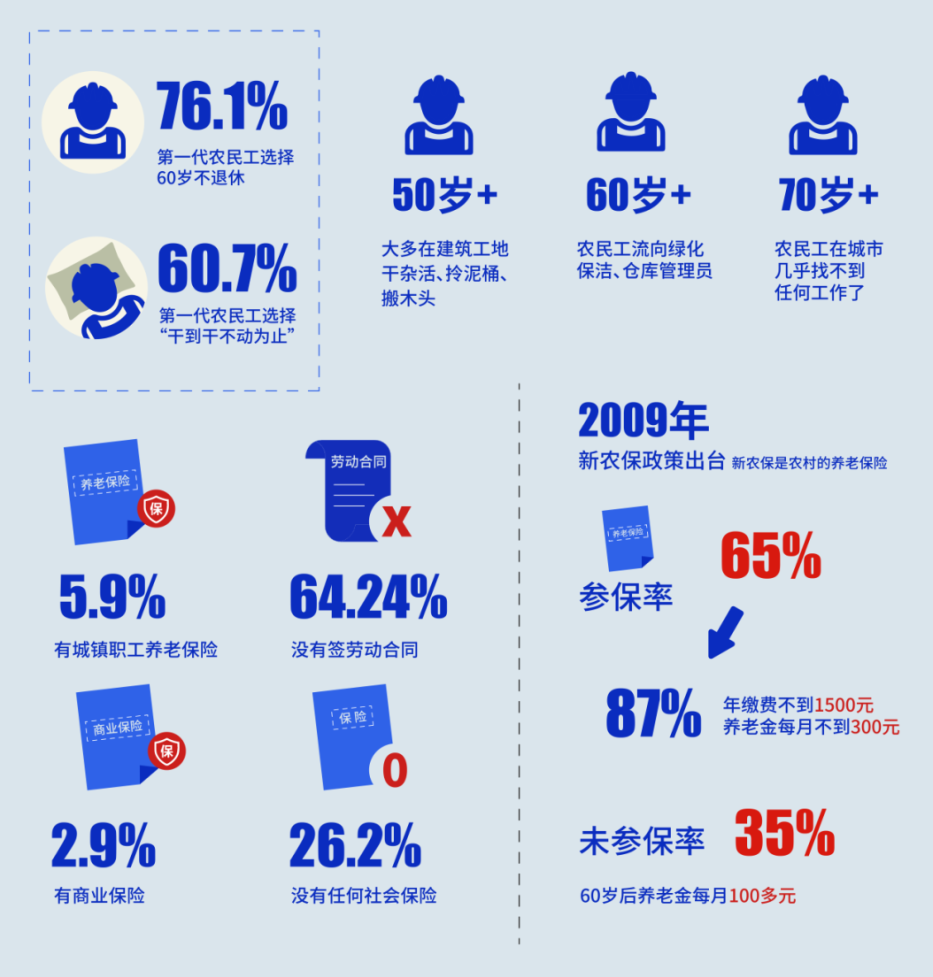 76.1%
第一代农民工选择
60岁不退休
60.7%
第一代农民工选择
“干到干不动为止”
50岁+
大多在建筑工地
干杂活、拎泥桶、
搬木头
60岁+
农民工流向绿化
保洁、仓库管理员
70岁+
农民工在城市
几乎找不到
任何工作了
养老保险
保
5.9%
有城镇职工养老保险
劳动合同
X
64.24%
没有签劳动合同
商业保险
保
2.9%
有商业保险
保险
0
26.2%
没有任何社会保险
2009年
新农保政策出台 新农保是农村的养老保险
养老保险
参保率
65%
87%
年缴费不到1500元
养老金每月不到300元
未参保率 35%
60岁后养老金每月100多元